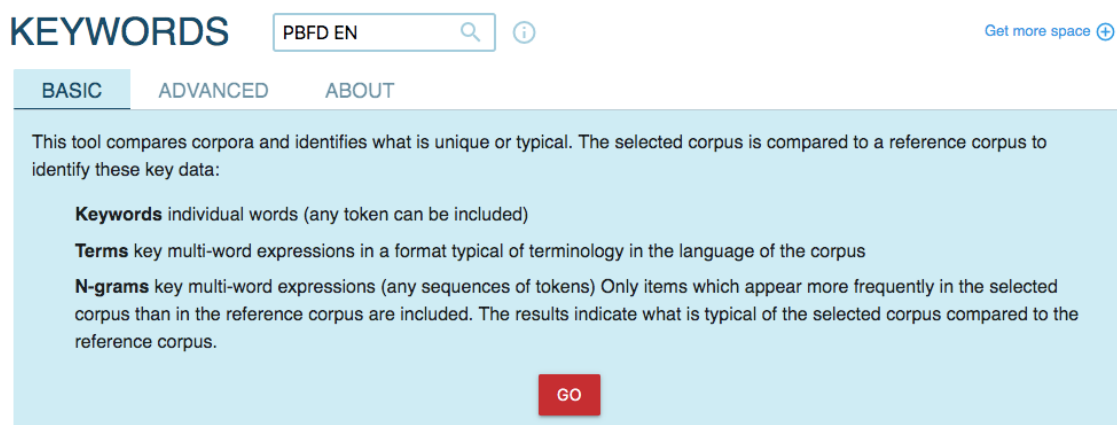 KEYWORDS PBFD EN Get more space
BASIC ADVANCED ABOUT
This tool compares corpora and identifies what is unique or typical. The selected corpus is compared to a reference corpus to
identify these key data:
Keywords individual words (any token can be included)
Terms key multi-word expressions in a format typical of terminology in the language of the corpus
N-grams key multi-word expressions (any sequences of tokens) Only items which appear more frequently in the selected
corpus than in the reference corpus are included. The results indicate what is typical of the selected corpus compared to the
reference corpus.
GO